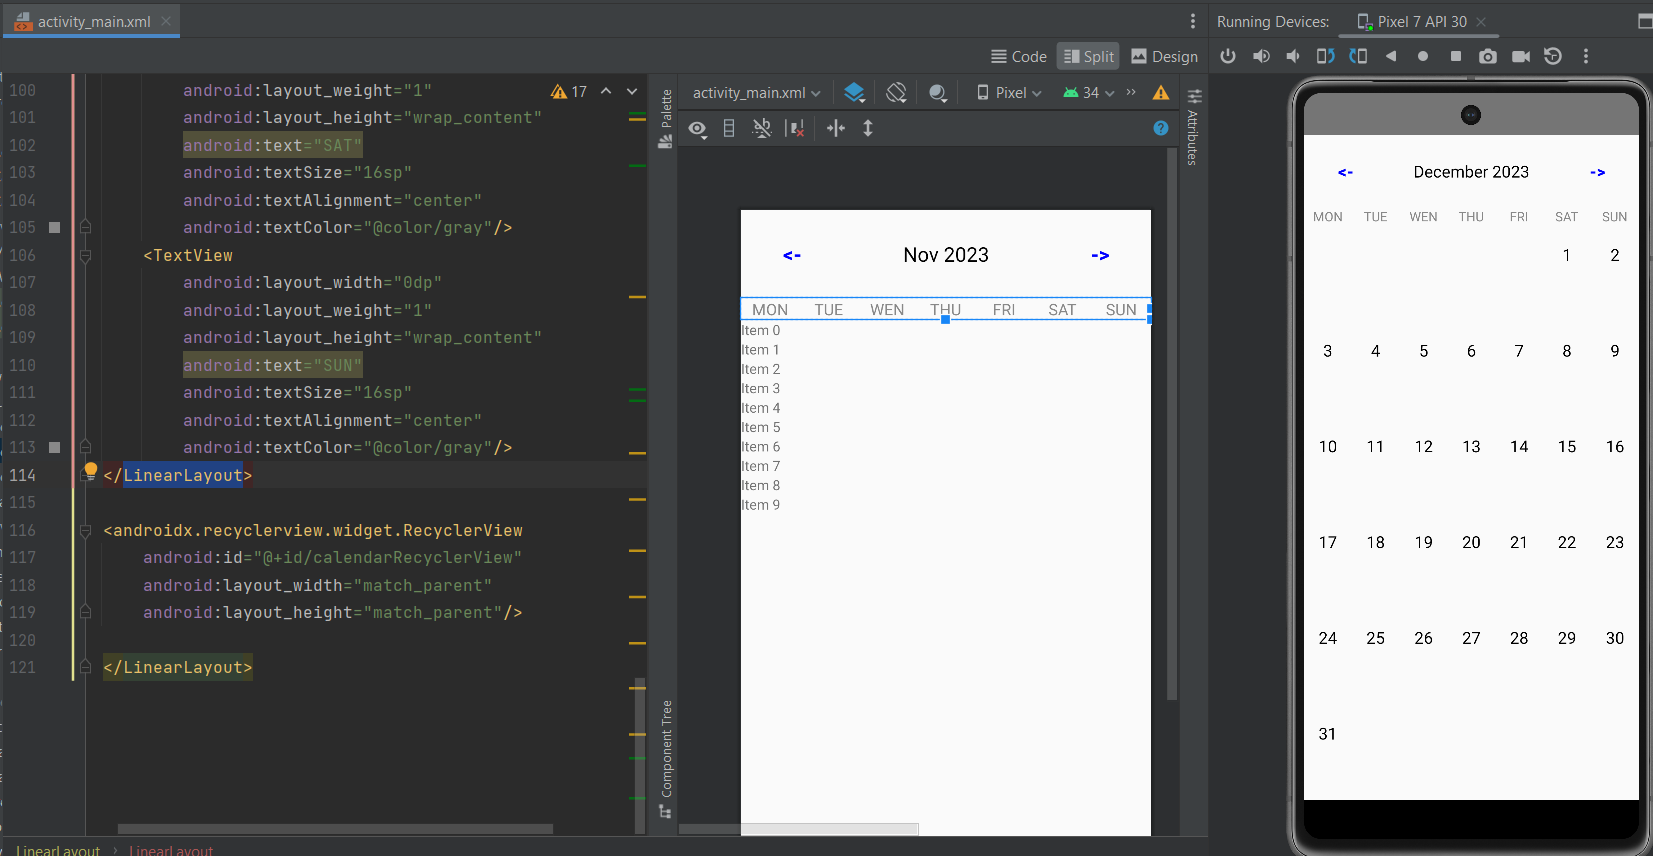 activity_main.xml
Running Devices: Pixel 7 API 30
Code Split Design
100 android:layout_weight="1" 17
101 android:layout_height="wrap_content"
102 android:text="SAT"
103 android:textSize="16sp"
104 android:textAlignment="center"
105 android:textColor="@color/gray"/>
106 <TextView
107 android:layout_width="0dp"
108 android:layout_weight="1"
109 android:layout_height="wrap_content"
110 android:text="SUN"
111 android:textSize="16sp"
112 android:textAlignment="center"
113 android:textColor="@color/gray"/>
114 </LinearLayout>
115
116 <androidx.recyclerview.widget.RecyclerView
117 android:id="@+id/calendarRecyclerView"
118 android:layout_width="match_parent"
119 android:layout_height="match_parent"/>
120
121 </LinearLayout>
LinearLayout › LinearLayout
Palette
Component Tree
activity_main.xml Pixel 34 »
?
Attributes
<- Nov 2023 ->
MON TUE WEN THU FRI SAT SUN
Item 0
Item 1
Item 2
Item 3
Item 4
Item 5
Item 6
Item 7
Item 8
Item 9
<- December 2023 ->
MON TUE WEN THU FRI SAT SUN
1 2
3 4 5 6 7 8 9
10 11 12 13 14 15 16
17 18 19 20 21 22 23
24 25 26 27 28 29 30
31